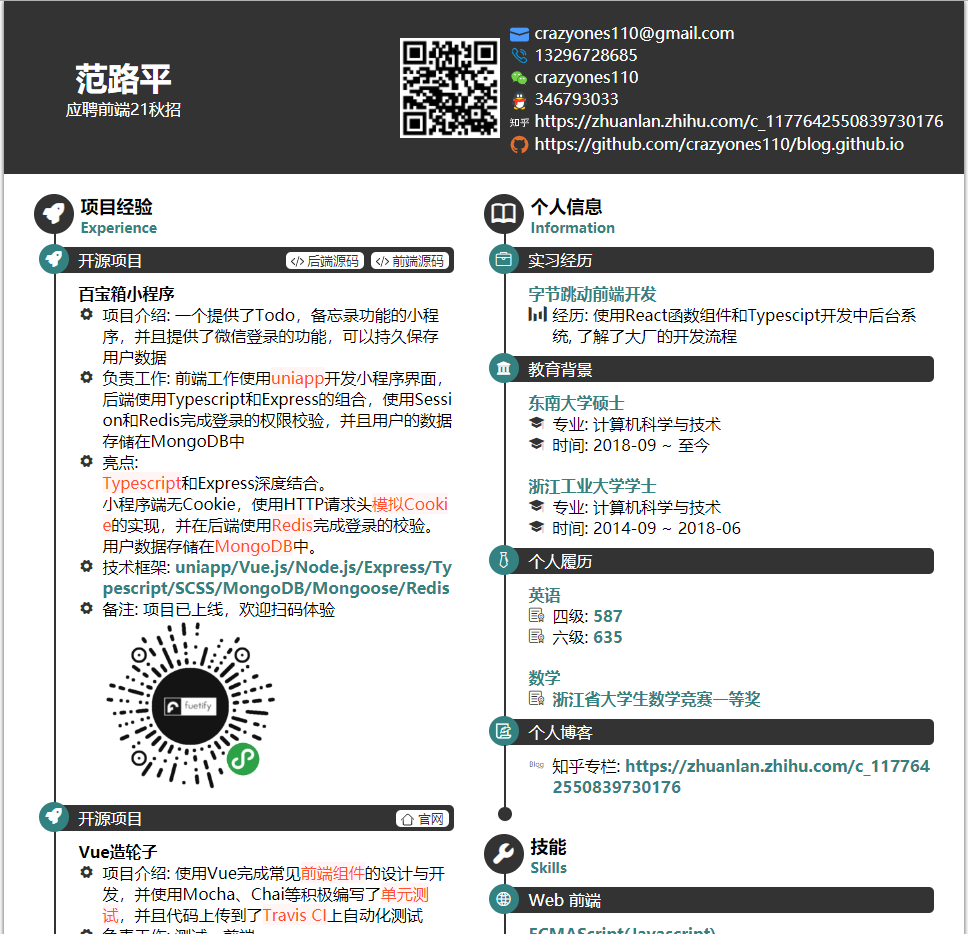 范路平
应聘前端21秋招
crazyones110@gmail.com
13296728685
crazyones110
346793033
知乎 https://zhuanlan.zhihu.com/c_1177642550839730176
https://github.com/crazyones110/blog.github.io
项目经验
Experience
开源项目 </> 后端源码 </> 前端源码
百宝箱小程序
项目介绍: 一个提供了Todo，备忘录功能的小程
序，并且提供了微信登录的功能，可以持久保存
用户数据
负责工作: 前端工作使用uniapp开发小程序界面，
后端使用Typescript和Express的组合，使用Sessi
on和Redis完成登录的权限校验，并且用户的数据
存储在MongoDB中
亮点:
Typescript和Express深度结合。
小程序端无Cookie，使用HTTP请求头模拟Cooki
e的实现，并在后端使用Redis完成登录的校验。
用户数据存储在MongoDB中。
技术框架: uniapp/Vue.js/Node.js/Express/Ty
pescript/SCSS/MongoDB/Mongoose/Redis
备注: 项目已上线，欢迎扫码体验
fuetify
开源项目 官网
Vue造轮子
项目介绍: 使用Vue完成常见前端组件的设计与开
发，并使用Mocha、Chai等积极编写了单元测
试，并且代码上传到了Travis CI上自动化测试
负责工作: 测试、前端
个人信息
Information
实习经历
字节跳动前端开发
经历: 使用React函数组件和Typescipt开发中后台系
统, 了解了大厂的开发流程
教育背景
东南大学硕士
专业: 计算机科学与技术
时间: 2018-09 ~ 至今
浙江工业大学学士
专业: 计算机科学与技术
时间: 2014-09 ~ 2018-06
个人履历
英语
四级: 587
六级: 635
数学
浙江省大学生数学竞赛一等奖
个人博客
Blog 知乎专栏: https://zhuanlan.zhihu.com/c_117764
2550839730176
技能
Skills
Web 前端
ECMAScript(Javascript)